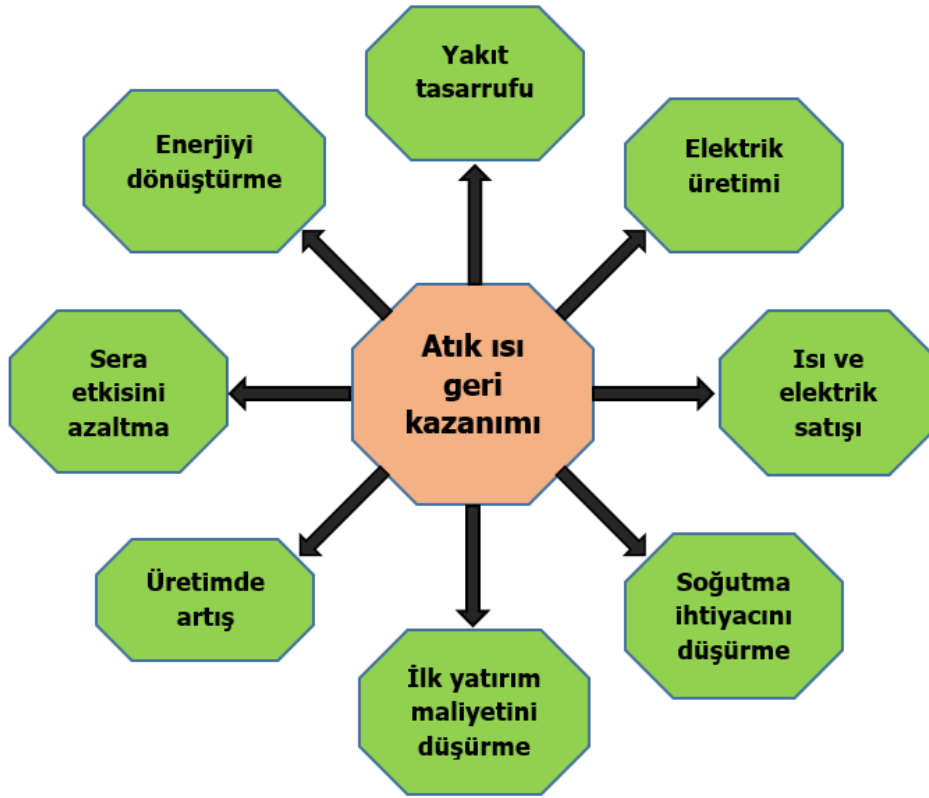 Yakıt
tasarrufu
Enerjiyi
dönüştürme
Elektrik
üretimi
Atık ısı
geri
kazanımı
Sera
etkisini
azaltma
Isı ve
elektrik
satışı
Üretimde
artış
Soğutma
ihtiyacını
düşürme
İlk yatırım
maliyetini
düşürme